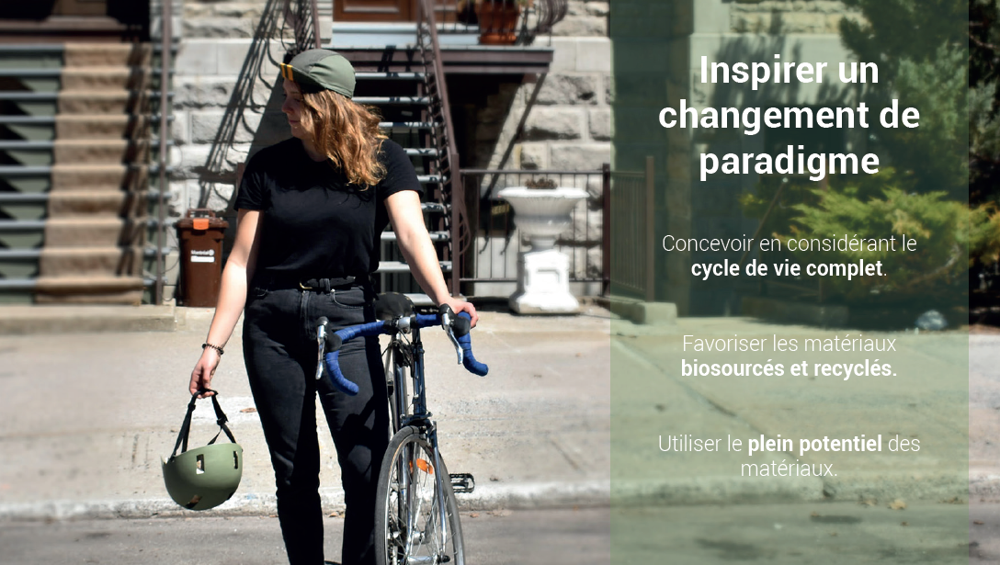 Inspirer un
changement de
paradigme
Concevoir en considérant le
cycle de vie complet.
Favoriser les matériaux
biosourcés et recyclés.
Utiliser le plein potentiel des
matériaux.